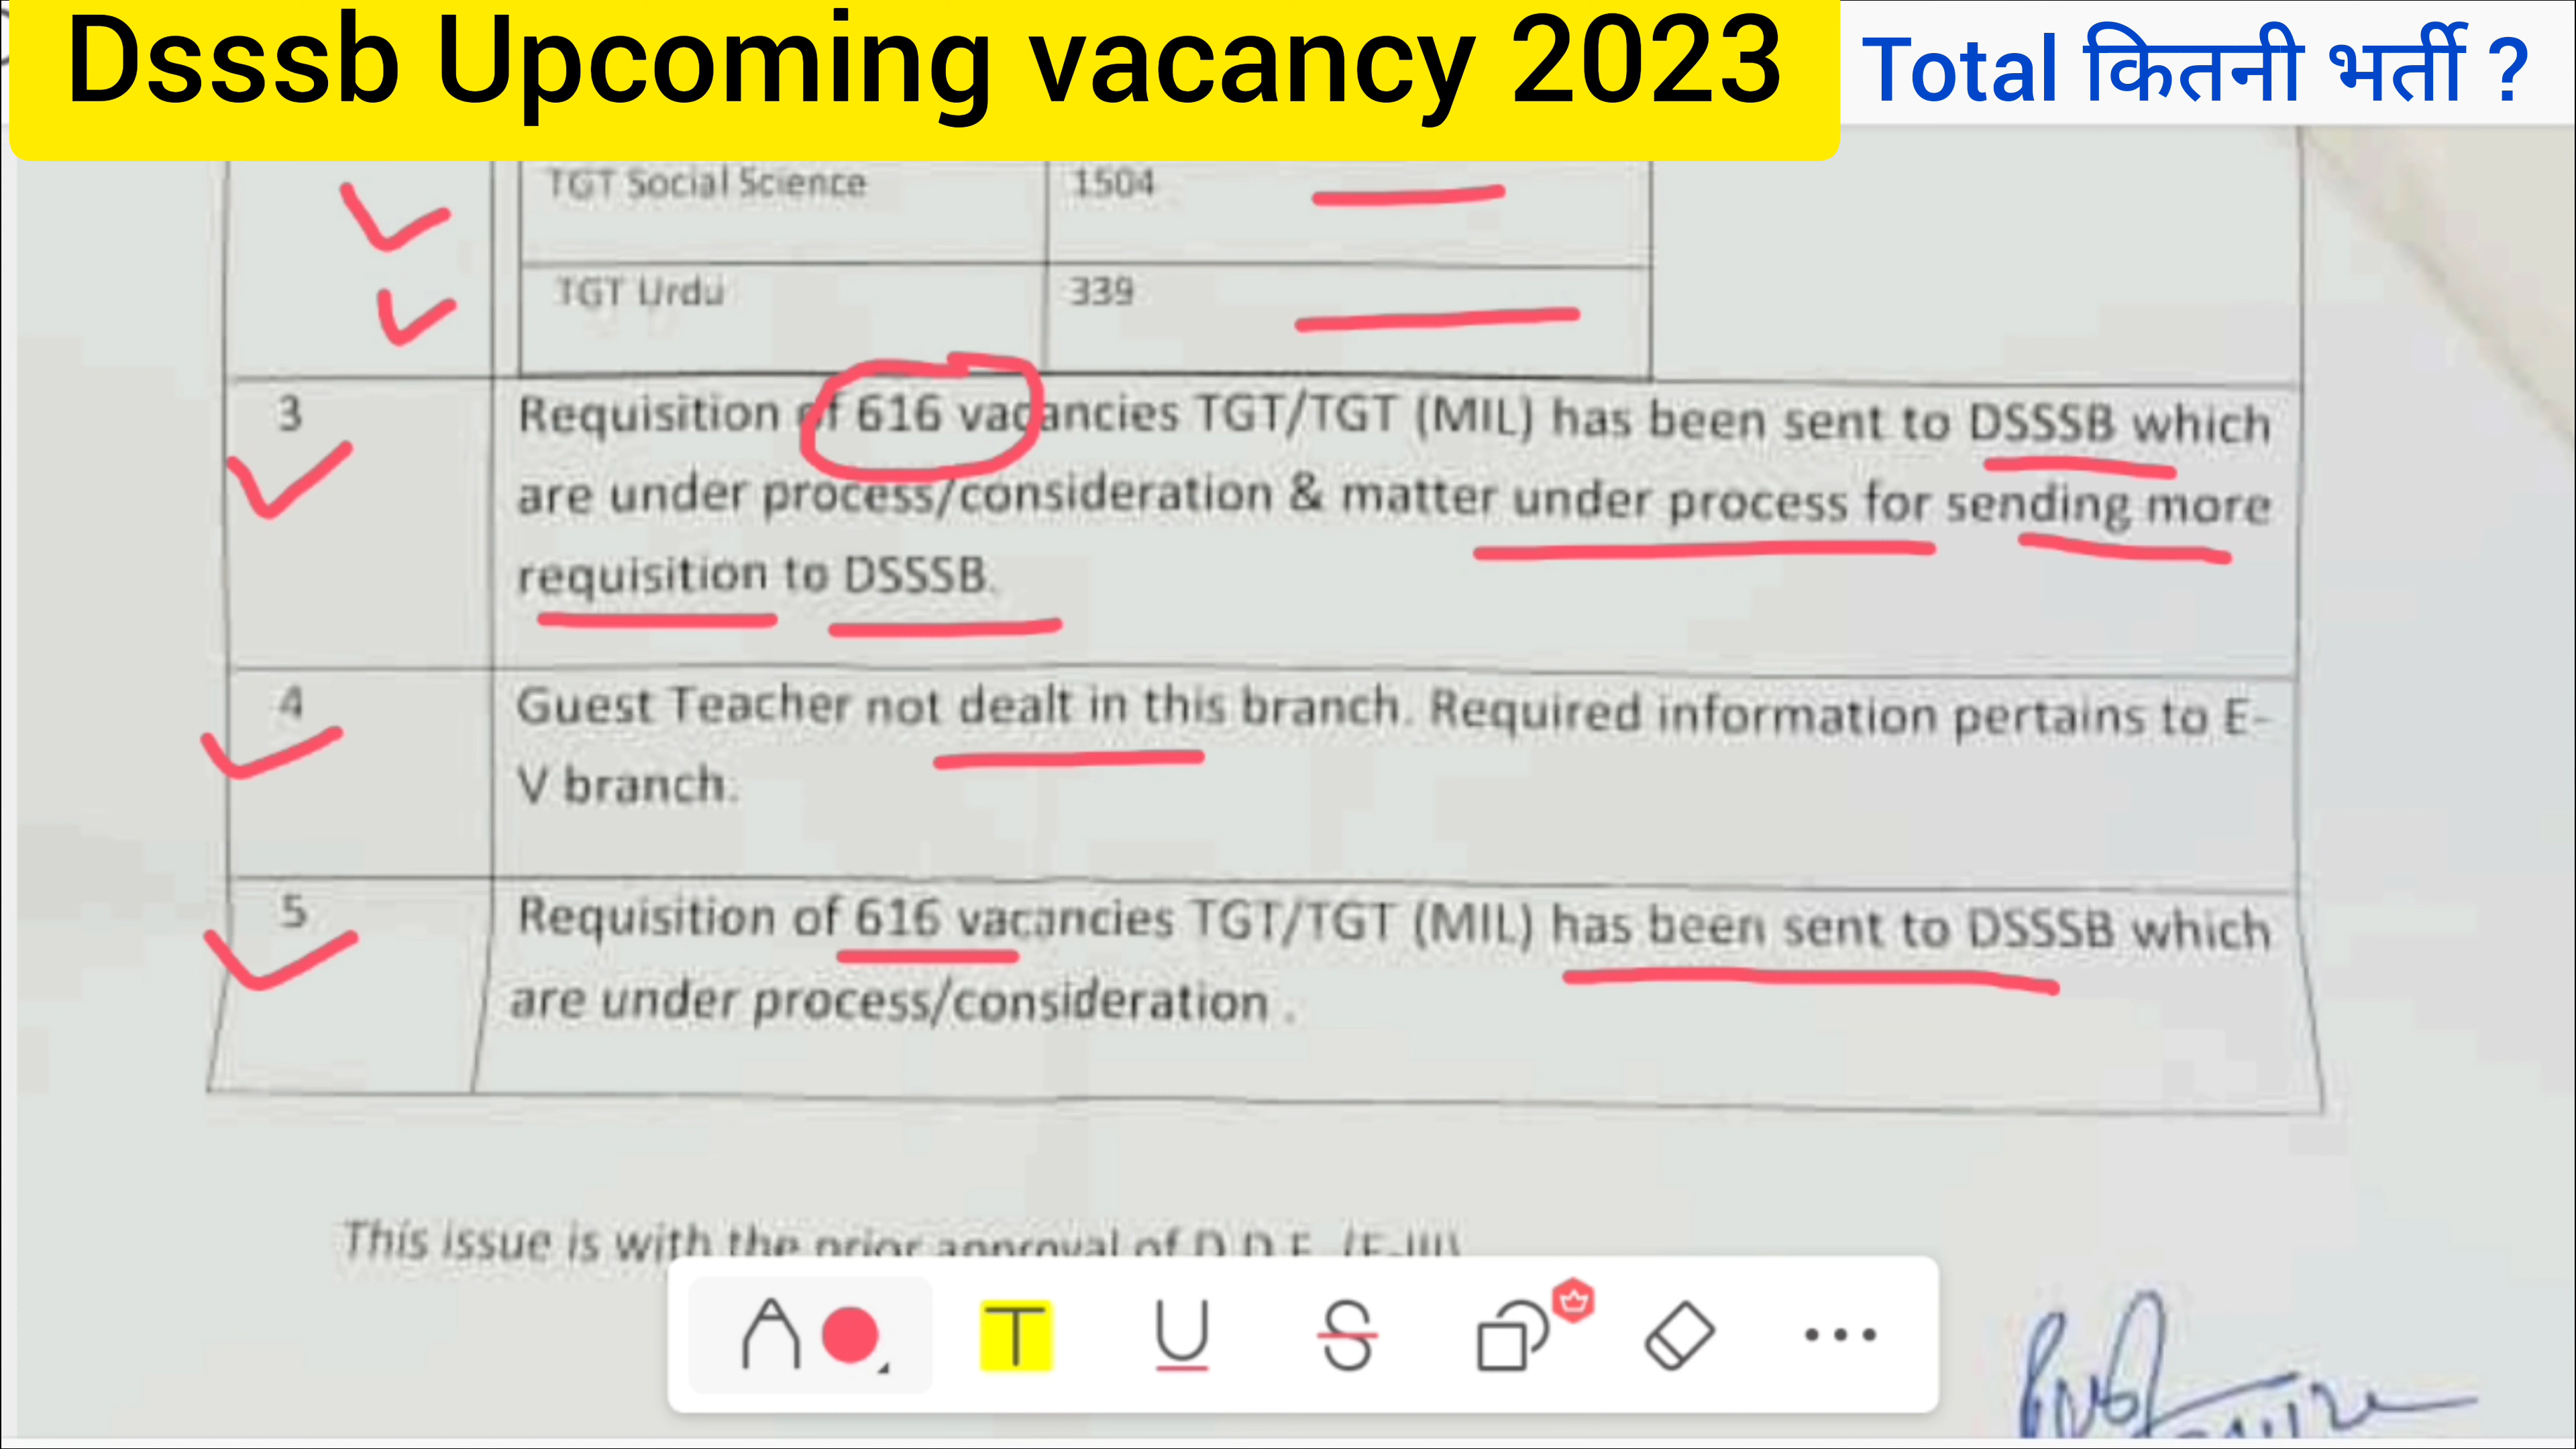 Dsssb Upcoming vacancy 2023
Total कितनी भर्ती ?
TGT Social Science 1504
TGT Urdu 339
3 Requisition of 616 vacancies TGT/TGT (MIL) has been sent to DSSSB which
are under process/consideration & matter under process for sending more
requisition to DSSSB.
4 Guest Teacher not dealt in this branch. Required information pertains to E-
V branch.
5 Requisition of 616 vacancies TGT/TGT (MIL) has been sent to DSSSB which
are under process/consideration .
This issue is with the prior approval of D.D.E. (E-III)
T
U
S